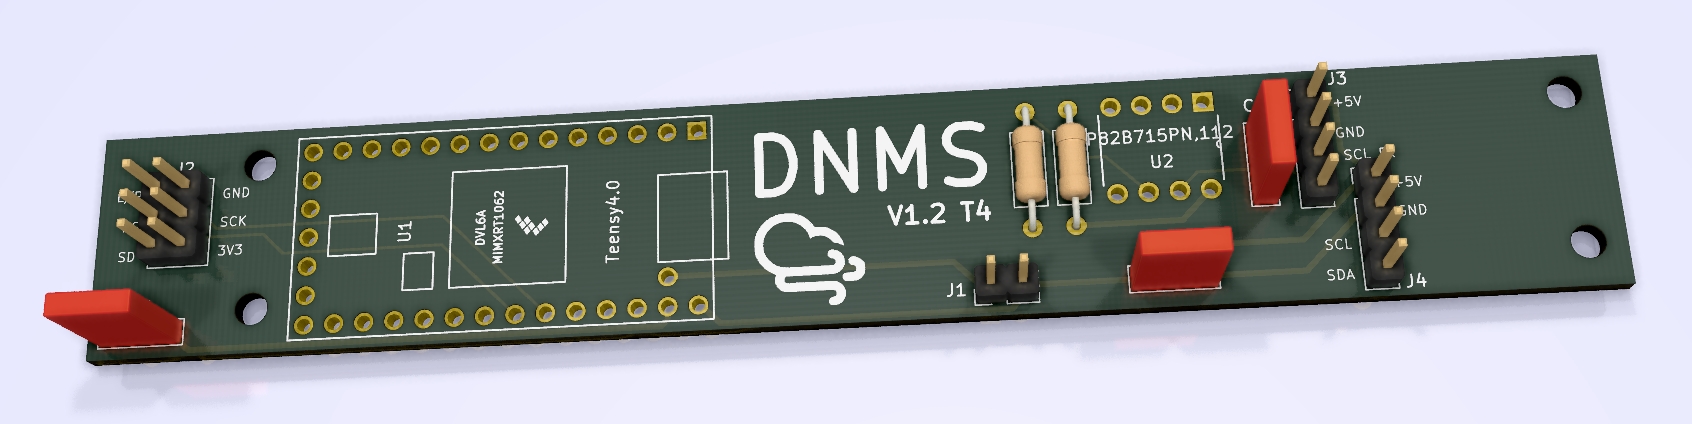 J2
GND
SCK
3V3
SD
U1
DVL6A
MIMXRT1062
Teensy4.0
DNMS
V1.2 T4
P82B715PN,112
U2
J1
J3
+5V
GND
SCL
+5V
GND
SCL
SDA
J4